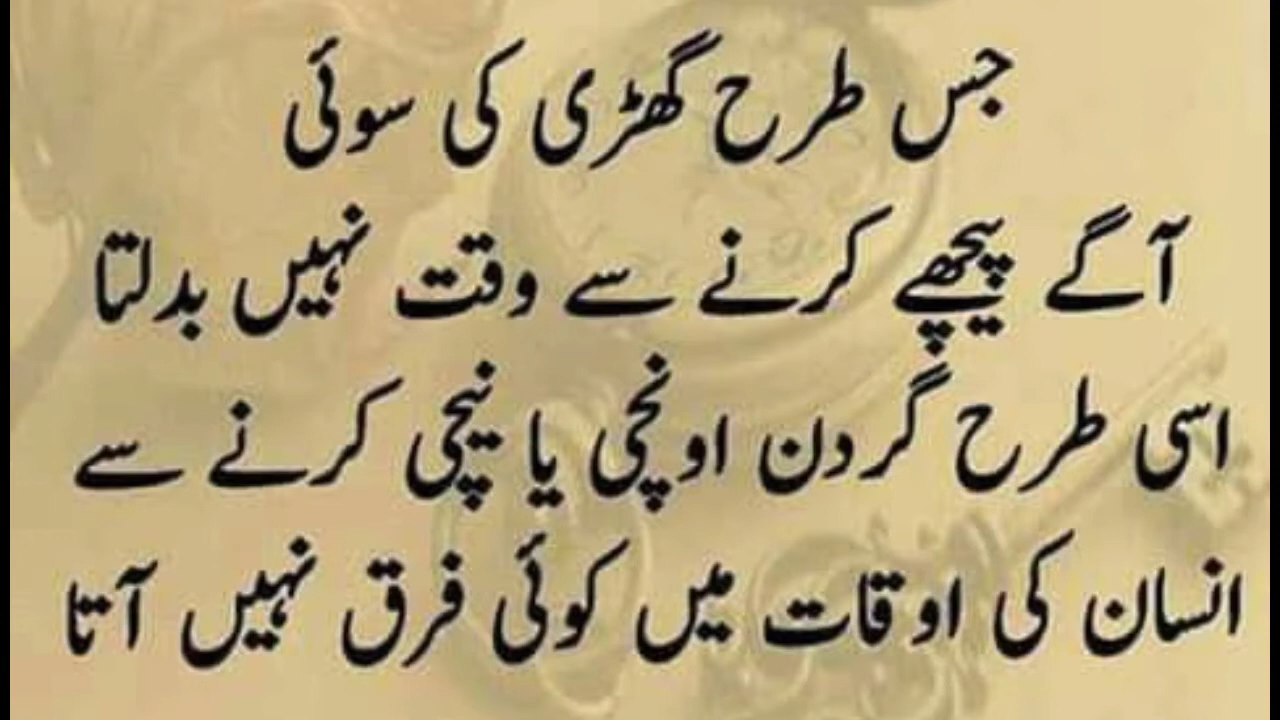 جس طرح گھڑی کی سوئی
آگے پیچھے کرنے سے وقت نہیں بدلتا
اسی طرح گردن اونچی یا نیچی کرنے سے
انسان کی اوقات میں کوئی فرق نہیں آتا